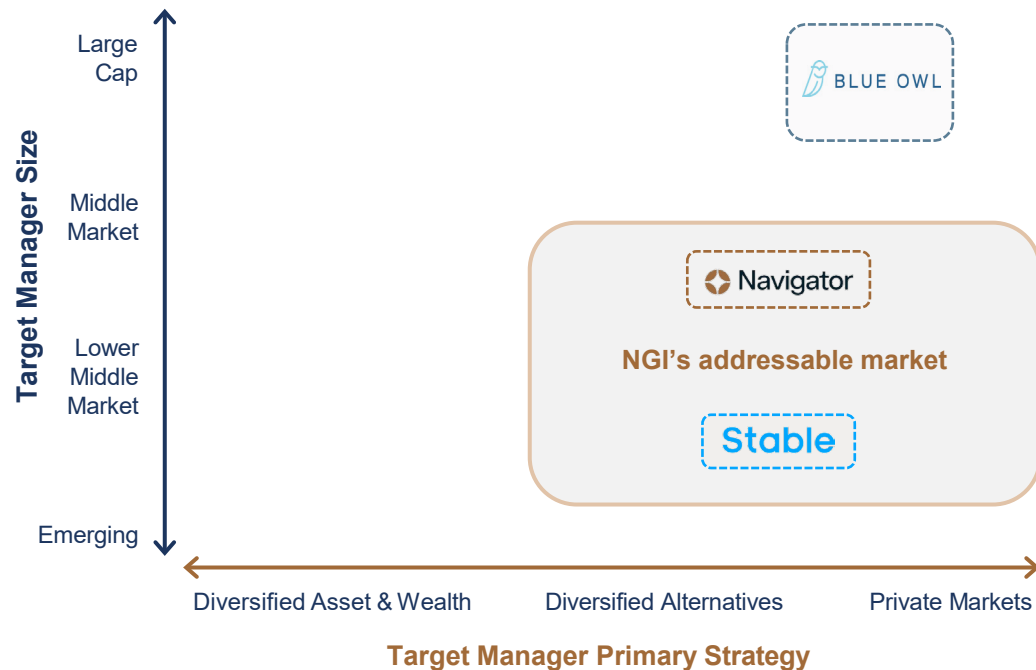 Target Manager Size
Large
Cap
Middle
Market
Lower
Middle
Market
Emerging
BLUE OWL
Navigator
NGI’s addressable market
Stable
Diversified Asset & Wealth
Diversified Alternatives
Private Markets
Target Manager Primary Strategy